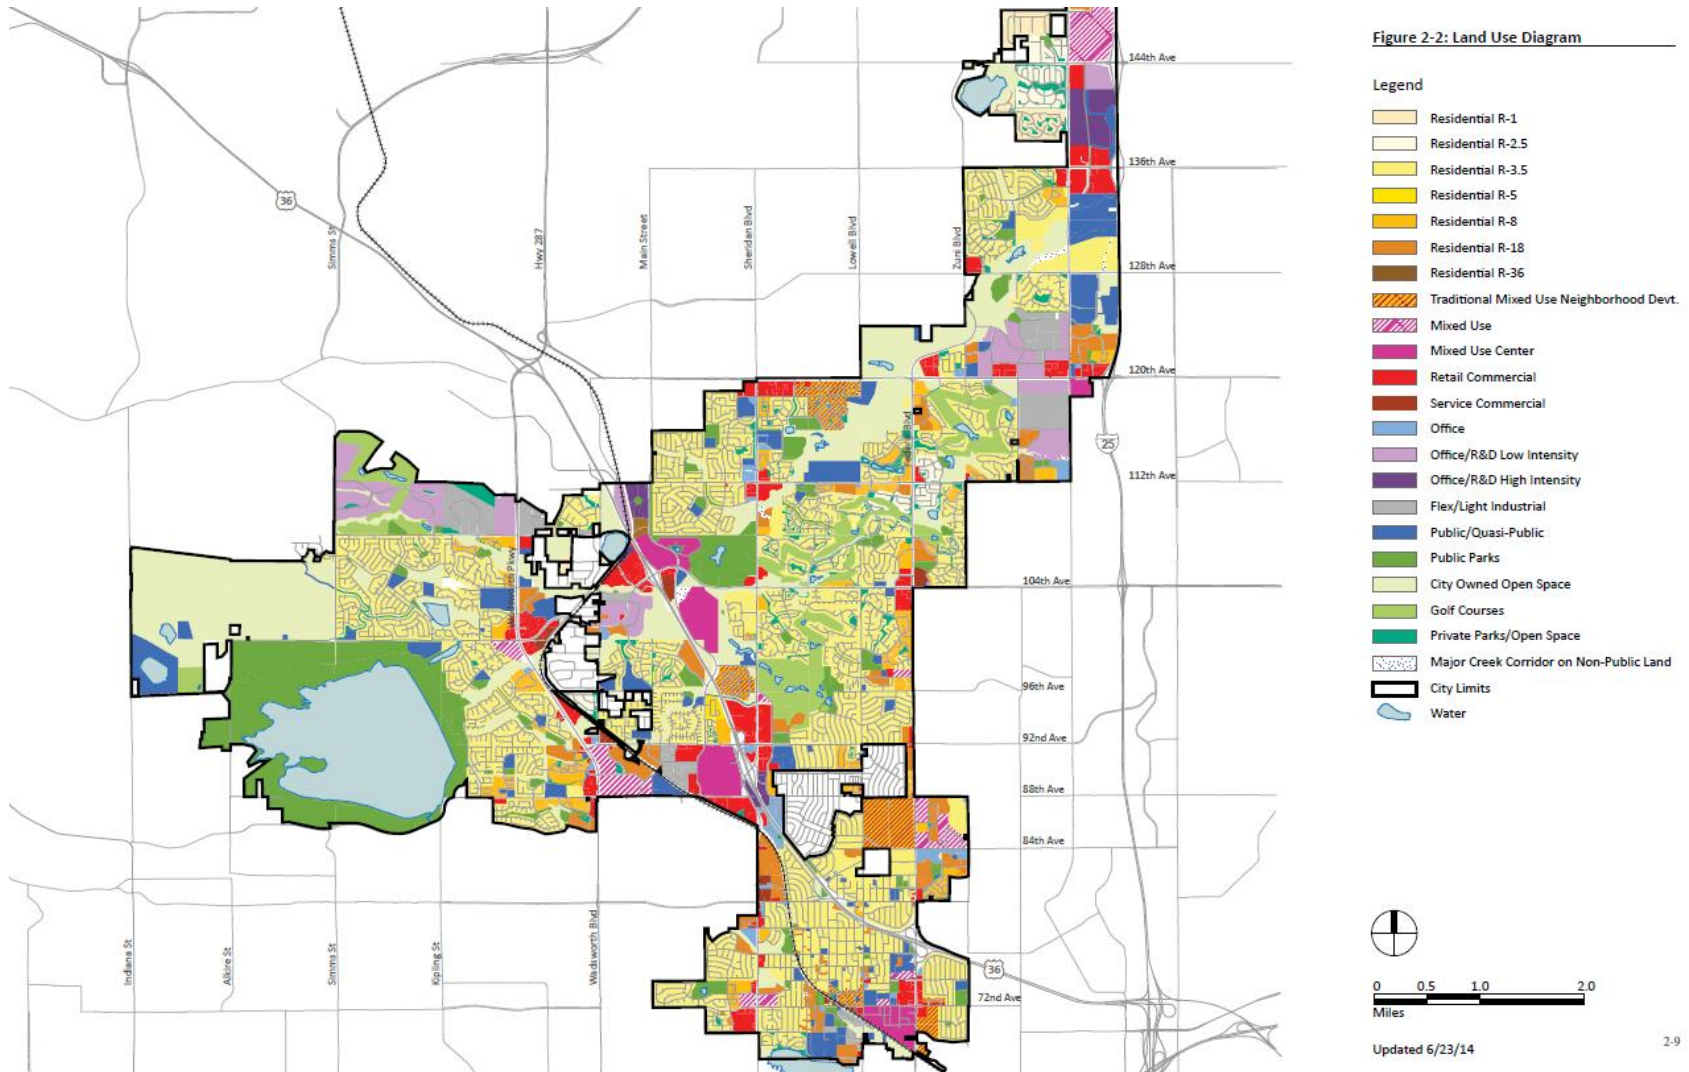 Figure 2-2: Land Use Diagram
Legend
Residential R-1
Residential R-2.5
Residential R-3.5
Residential R-5
Residential R-8
Residential R-18
Residential R-36
Traditional Mixed Use Neighborhood Devt.
Mixed Use
Mixed Use Center
Retail Commercial
Service Commercial
Office
Office/R&D Low Intensity
Office/R&D High Intensity
Flex/Light Industrial
Public/Quasi-Public
Public Parks
City Owned Open Space
Golf Courses
Private Parks/Open Space
Major Creek Corridor on Non-Public Land
City Limits
Water
144th Ave
136th Ave
128th Ave
120th Ave
112th Ave
104th Ave
96th Ave
92nd Ave
88th Ave
84th Ave
72nd Ave
36
25
36
Simms St
Hwy 287
Main Street
Sheridan Blvd
Lowell Blvd
Zuni Blvd
Blvd
Pkwy
Indiana St
Alkire St
Simms St
Kipling St
Wadsworth Blvd
0 0.5 1.0 2.0
Miles
Updated 6/23/14
2-9